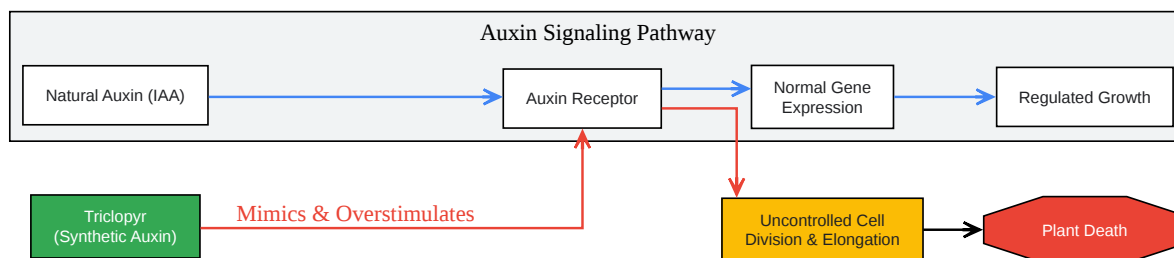 Auxin Signaling Pathway
Natural Auxin (IAA)
Auxin Receptor
Normal Gene
Expression
Regulated Growth
Triclopyr
(Synthetic Auxin)
Mimics & Overstimulates
Uncontrolled Cell
Division & Elongation
Plant Death